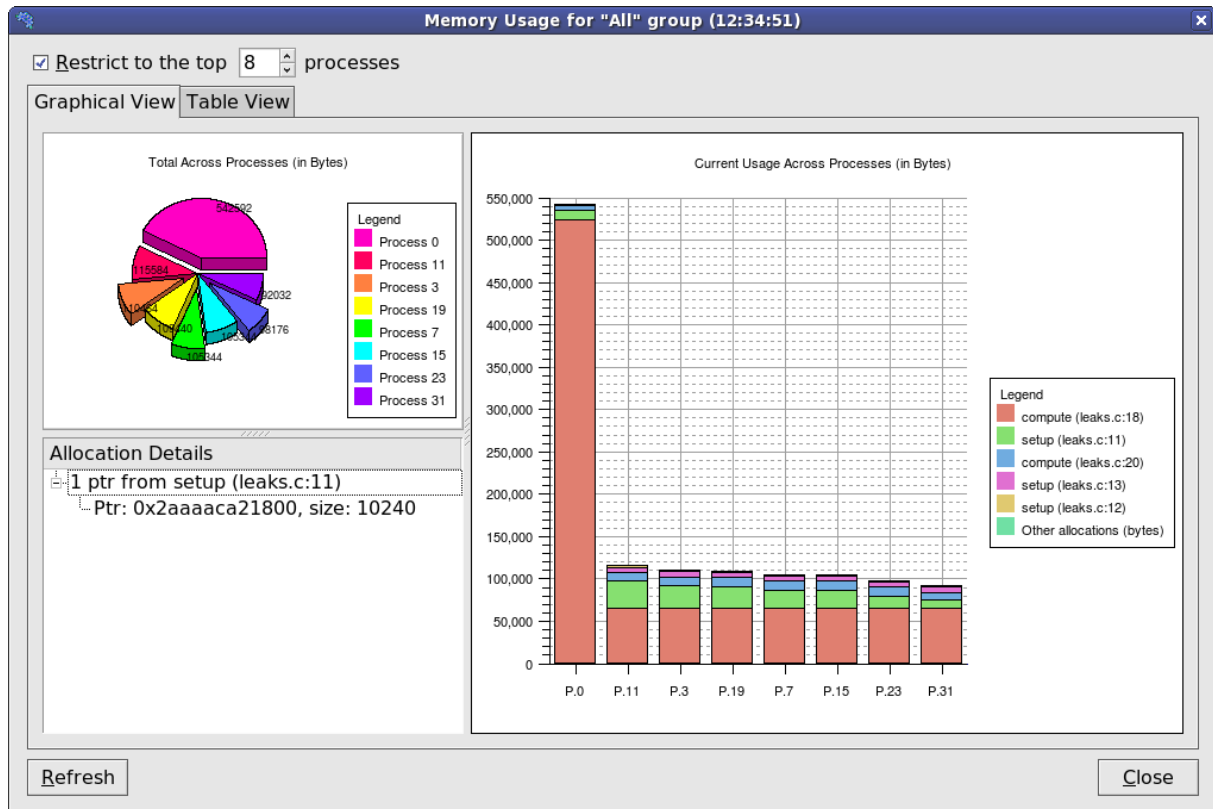 Memory Usage for "All" group (12:34:51)
Restrict to the top 8 processes
Graphical View Table View
Total Across Processes (in Bytes)
542592
115584
109440
105344
98176
92032
Legend
Process 0
Process 11
Process 3
Process 19
Process 7
Process 15
Process 23
Process 31
Allocation Details
1 ptr from setup (leaks.c:11)
Ptr: 0x2aaaaca21800, size: 10240
Current Usage Across Processes (in Bytes)
550,000
500,000
450,000
400,000
350,000
300,000
250,000
200,000
150,000
100,000
50,000
0
P.0 P.11 P.3 P.19 P.7 P.15 P.23 P.31
Legend
compute (leaks.c:18)
setup (leaks.c:11)
compute (leaks.c:20)
setup (leaks.c:13)
setup (leaks.c:12)
Other allocations (bytes)
Refresh
Close